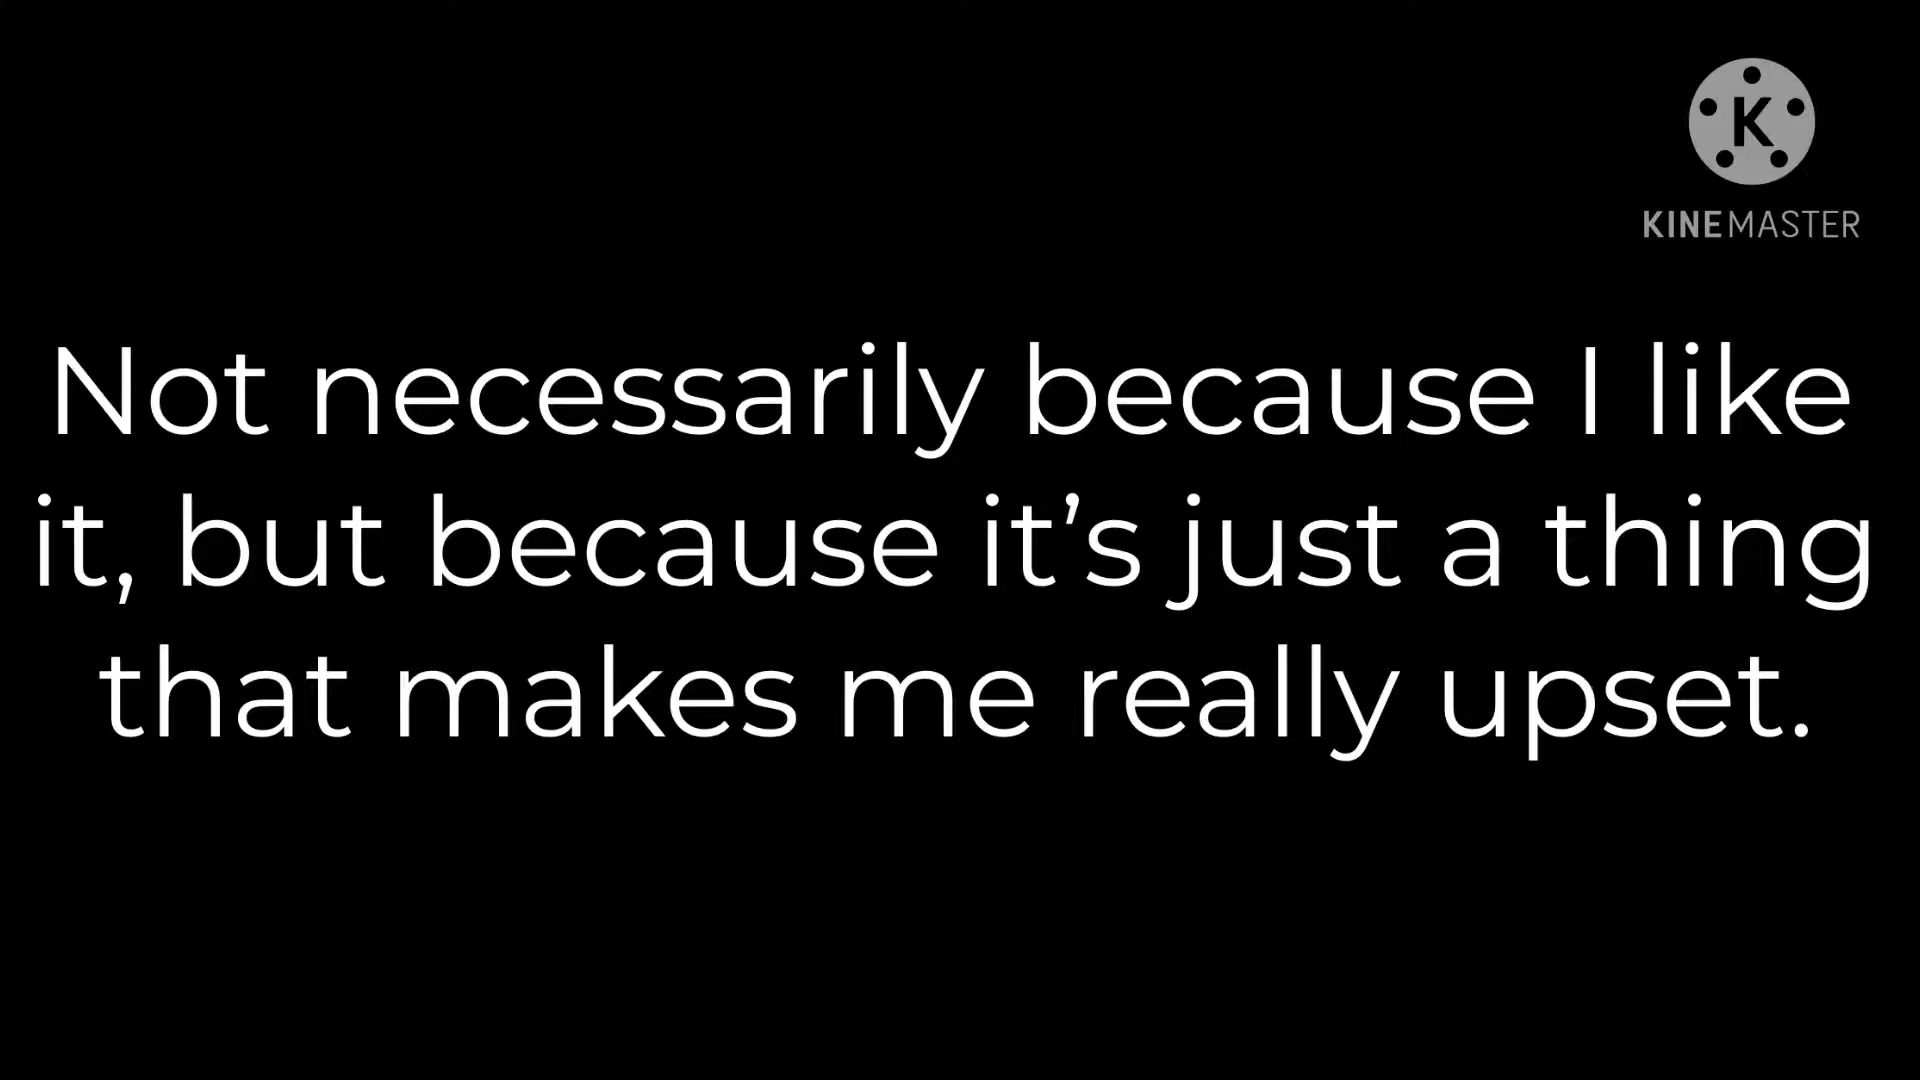 K
KINEMASTER
Not necessarily because I like
it, but because it’s just a thing
that makes me really upset.